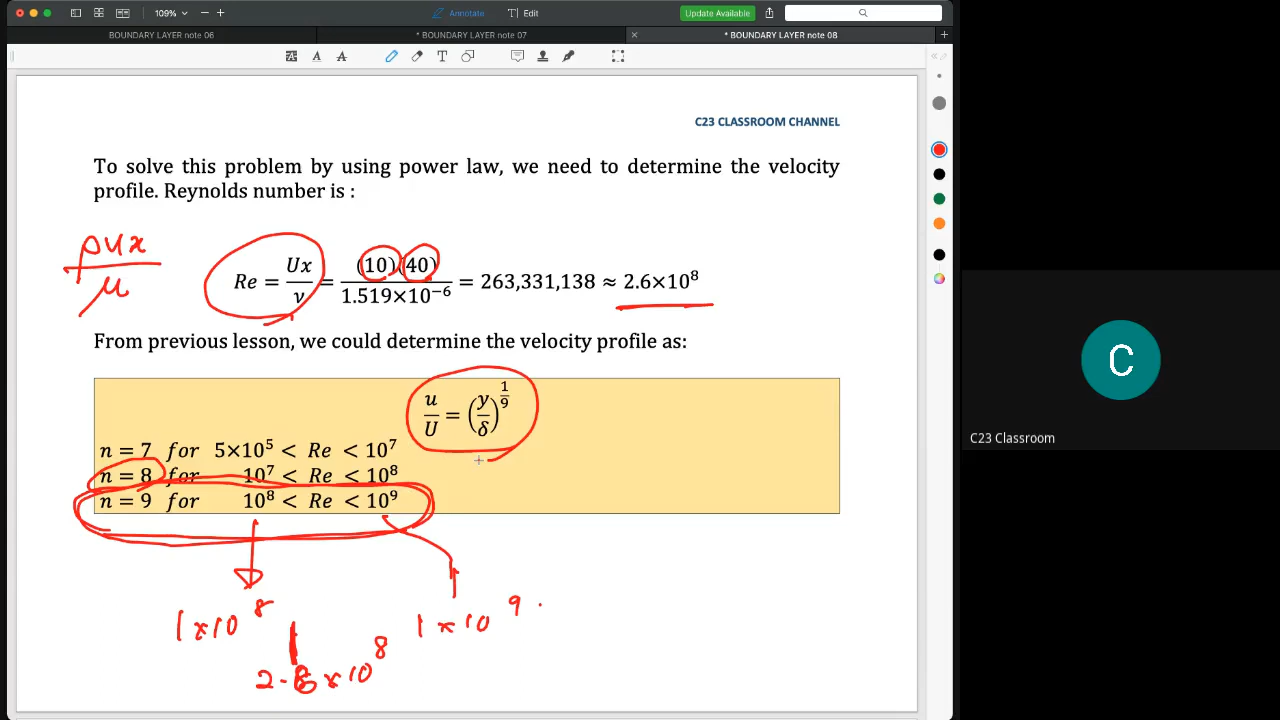 109%
Annotate
Edit
Update Available
BOUNDARY LAYER note 06
* BOUNDARY LAYER note 07
* BOUNDARY LAYER note 08
C23 CLASSROOM CHANNEL
To solve this problem by using power law, we need to determine the velocity
profile. Reynolds number is :
ρUx / μ
Re = Ux/ν = (10)(40)/1.519×10⁻⁶ = 263,331,138 ≈ 2.6×10⁸
From previous lesson, we could determine the velocity profile as:
u/U = (y/δ)^(1/9)
n = 7 for 5×10⁵ < Re < 10⁷
n = 8 for 10⁷ < Re < 10⁸
n = 9 for 10⁸ < Re < 10⁹
1 x 10⁸
1 x 10⁹
2.6 x 10⁸
C
C23 Classroom